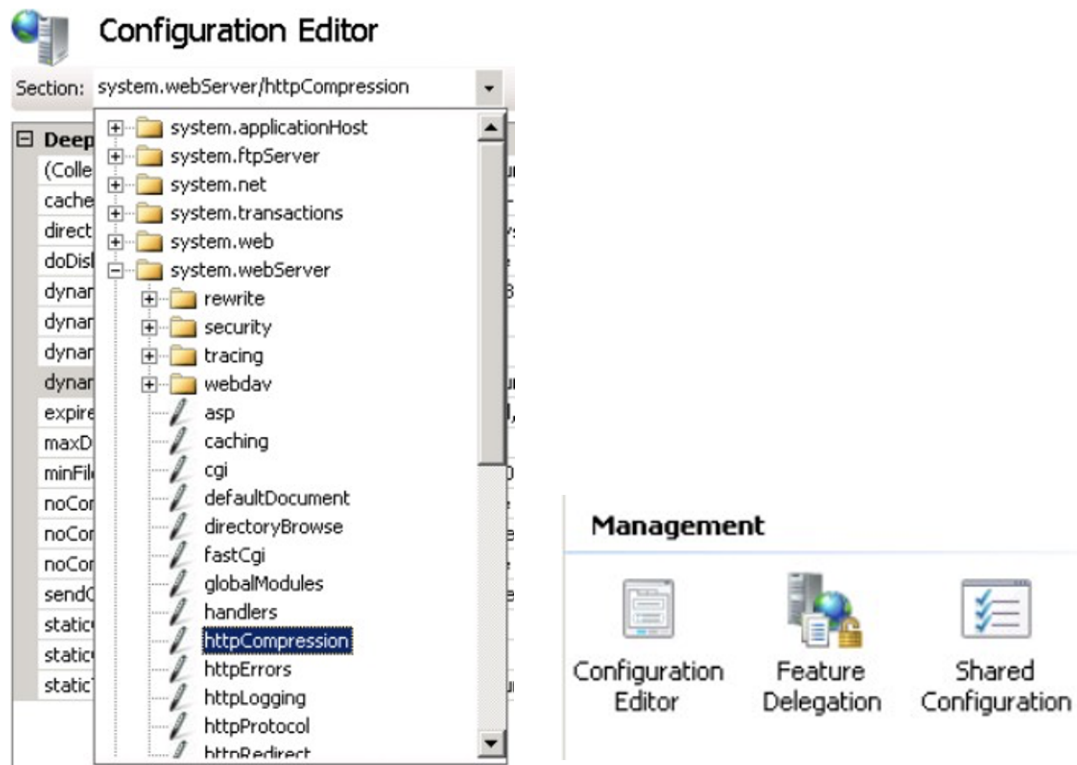 Configuration Editor
Section: system.webServer/httpCompression
Deep
(Colle
cache
direct
doDisl
dynar
dynar
dynar
dynar
expire
maxD
minFile
noCor
noCor
noCor
sendC
static
static
static
system.applicationHost
system.ftpServer
system.net
system.transactions
system.web
system.webServer
rewrite
security
tracing
webdav
asp
caching
cgi
defaultDocument
directoryBrowse
fastCgi
globalModules
handlers
httpCompression
httpErrors
httpLogging
httpProtocol
httpRedirect
Management
Configuration
Editor
Feature
Delegation
Shared
Configuration